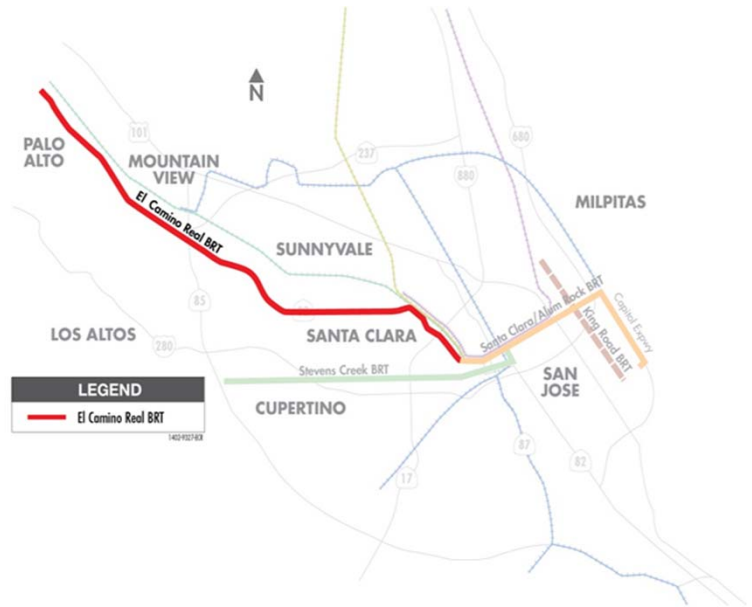 101
PALO
ALTO
N
MOUNTAIN
VIEW
237
680
880
MILPITAS
El Camino Real BRT
SUNNYVALE
85
LOS ALTOS
280
SANTA CLARA
Santa Clara/Alum Rock BRT
Capitol Expwy
King Road BRT
Stevens Creek BRT
SAN
JOSE
CUPERTINO
LEGEND
El Camino Real BRT
87
82
17